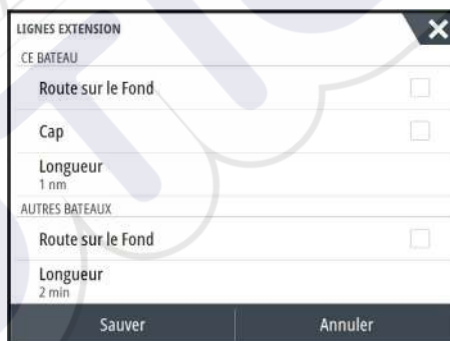 LIGNES EXTENSION
CE BATEAU
Route sur le Fond
Cap
Longueur
1 nm
AUTRES BATEAUX
Route sur le Fond
Longueur
2 min
Sauver Annuler